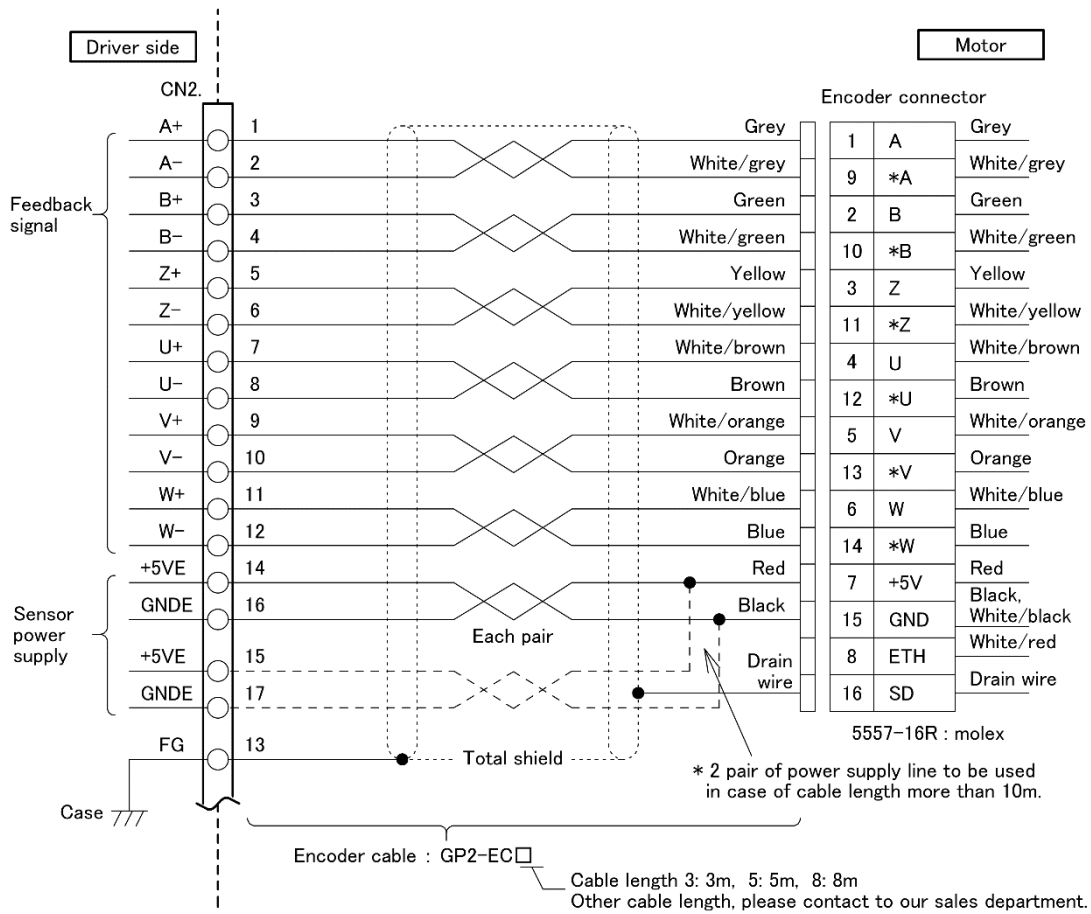 Driver side
Motor
CN2.
Encoder connector
A+ 1 Grey 1 A Grey
A- 2 White/grey 9 *A White/grey
Feedback signal
B+ 3 Green 2 B Green
B- 4 White/green 10 *B White/green
Z+ 5 Yellow 3 Z Yellow
Z- 6 White/yellow 11 *Z White/yellow
U+ 7 White/brown 4 U White/brown
U- 8 Brown 12 *U Brown
V+ 9 White/orange 5 V White/orange
V- 10 Orange 13 *V Orange
W+ 11 White/blue 6 W White/blue
W- 12 Blue 14 *W Blue
+5VE 14 Red 7 +5V Red
GNDE 16 Black 15 GND Black, White/black
Sensor power supply
Each pair
+5VE 15 8 ETH White/red
GNDE 17 Drain wire 16 SD Drain wire
5557-16R : molex
FG 13 Total shield
* 2 pair of power supply line to be used
in case of cable length more than 10m.
Case
Encoder cable : GP2-EC□
Cable length 3: 3m, 5: 5m, 8: 8m
Other cable length, please contact to our sales department.